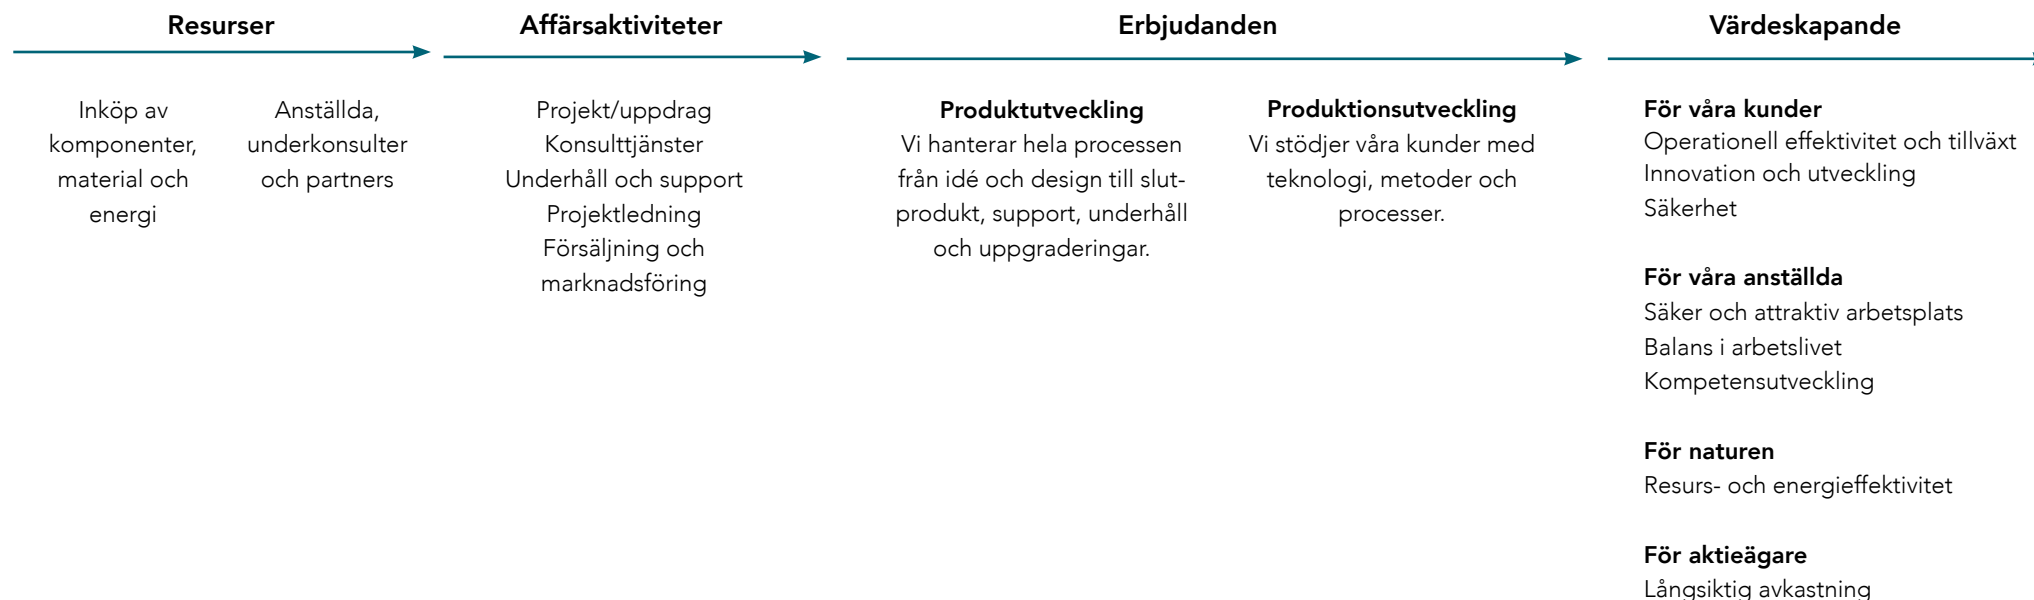 Resurser
Inköp av
komponenter,
material och
energi
Anställda,
underkonsulter
och partners
Affärsaktiviteter
Projekt/uppdrag
Konsulttjänster
Underhåll och support
Projektledning
Försäljning och
marknadsföring
Erbjudanden
Produktutveckling
Vi hanterar hela processen
från idé och design till slut-
produkt, support, underhåll
och uppgraderingar.
Produktionsutveckling
Vi stödjer våra kunder med
teknologi, metoder och
processer.
Värdeskapande
För våra kunder
Operationell effektivitet och tillväxt
Innovation och utveckling
Säkerhet
För våra anställda
Säker och attraktiv arbetsplats
Balans i arbetslivet
Kompetensutveckling
För naturen
Resurs- och energieffektivitet
För aktieägare
Långsiktig avkastning